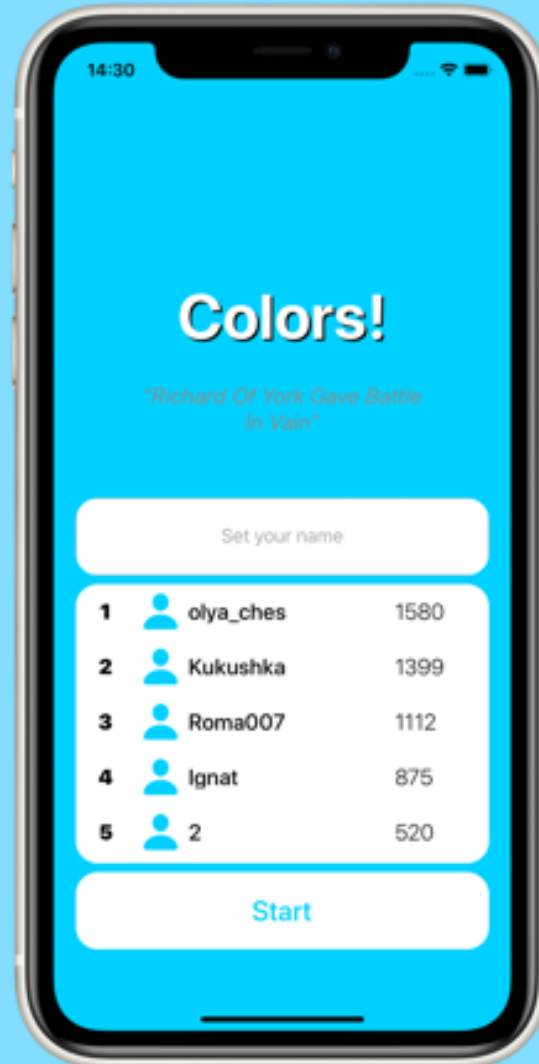 14:30
Colors!
"Richard Of York Gave Battle
In Vain"
Set your name
1 olya_ches 1580
2 Kukushka 1399
3 Roma007 1112
4 Ignat 875
5 2 520
Start